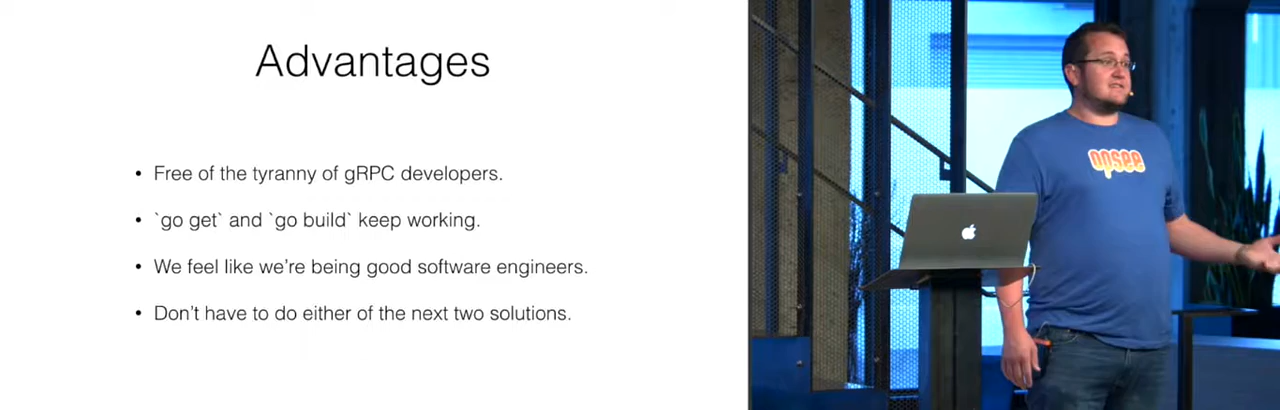 Advantages
• Free of the tyranny of gRPC developers.
• `go get` and `go build` keep working.
• We feel like we're being good software engineers.
• Don't have to do either of the next two solutions.
opsee